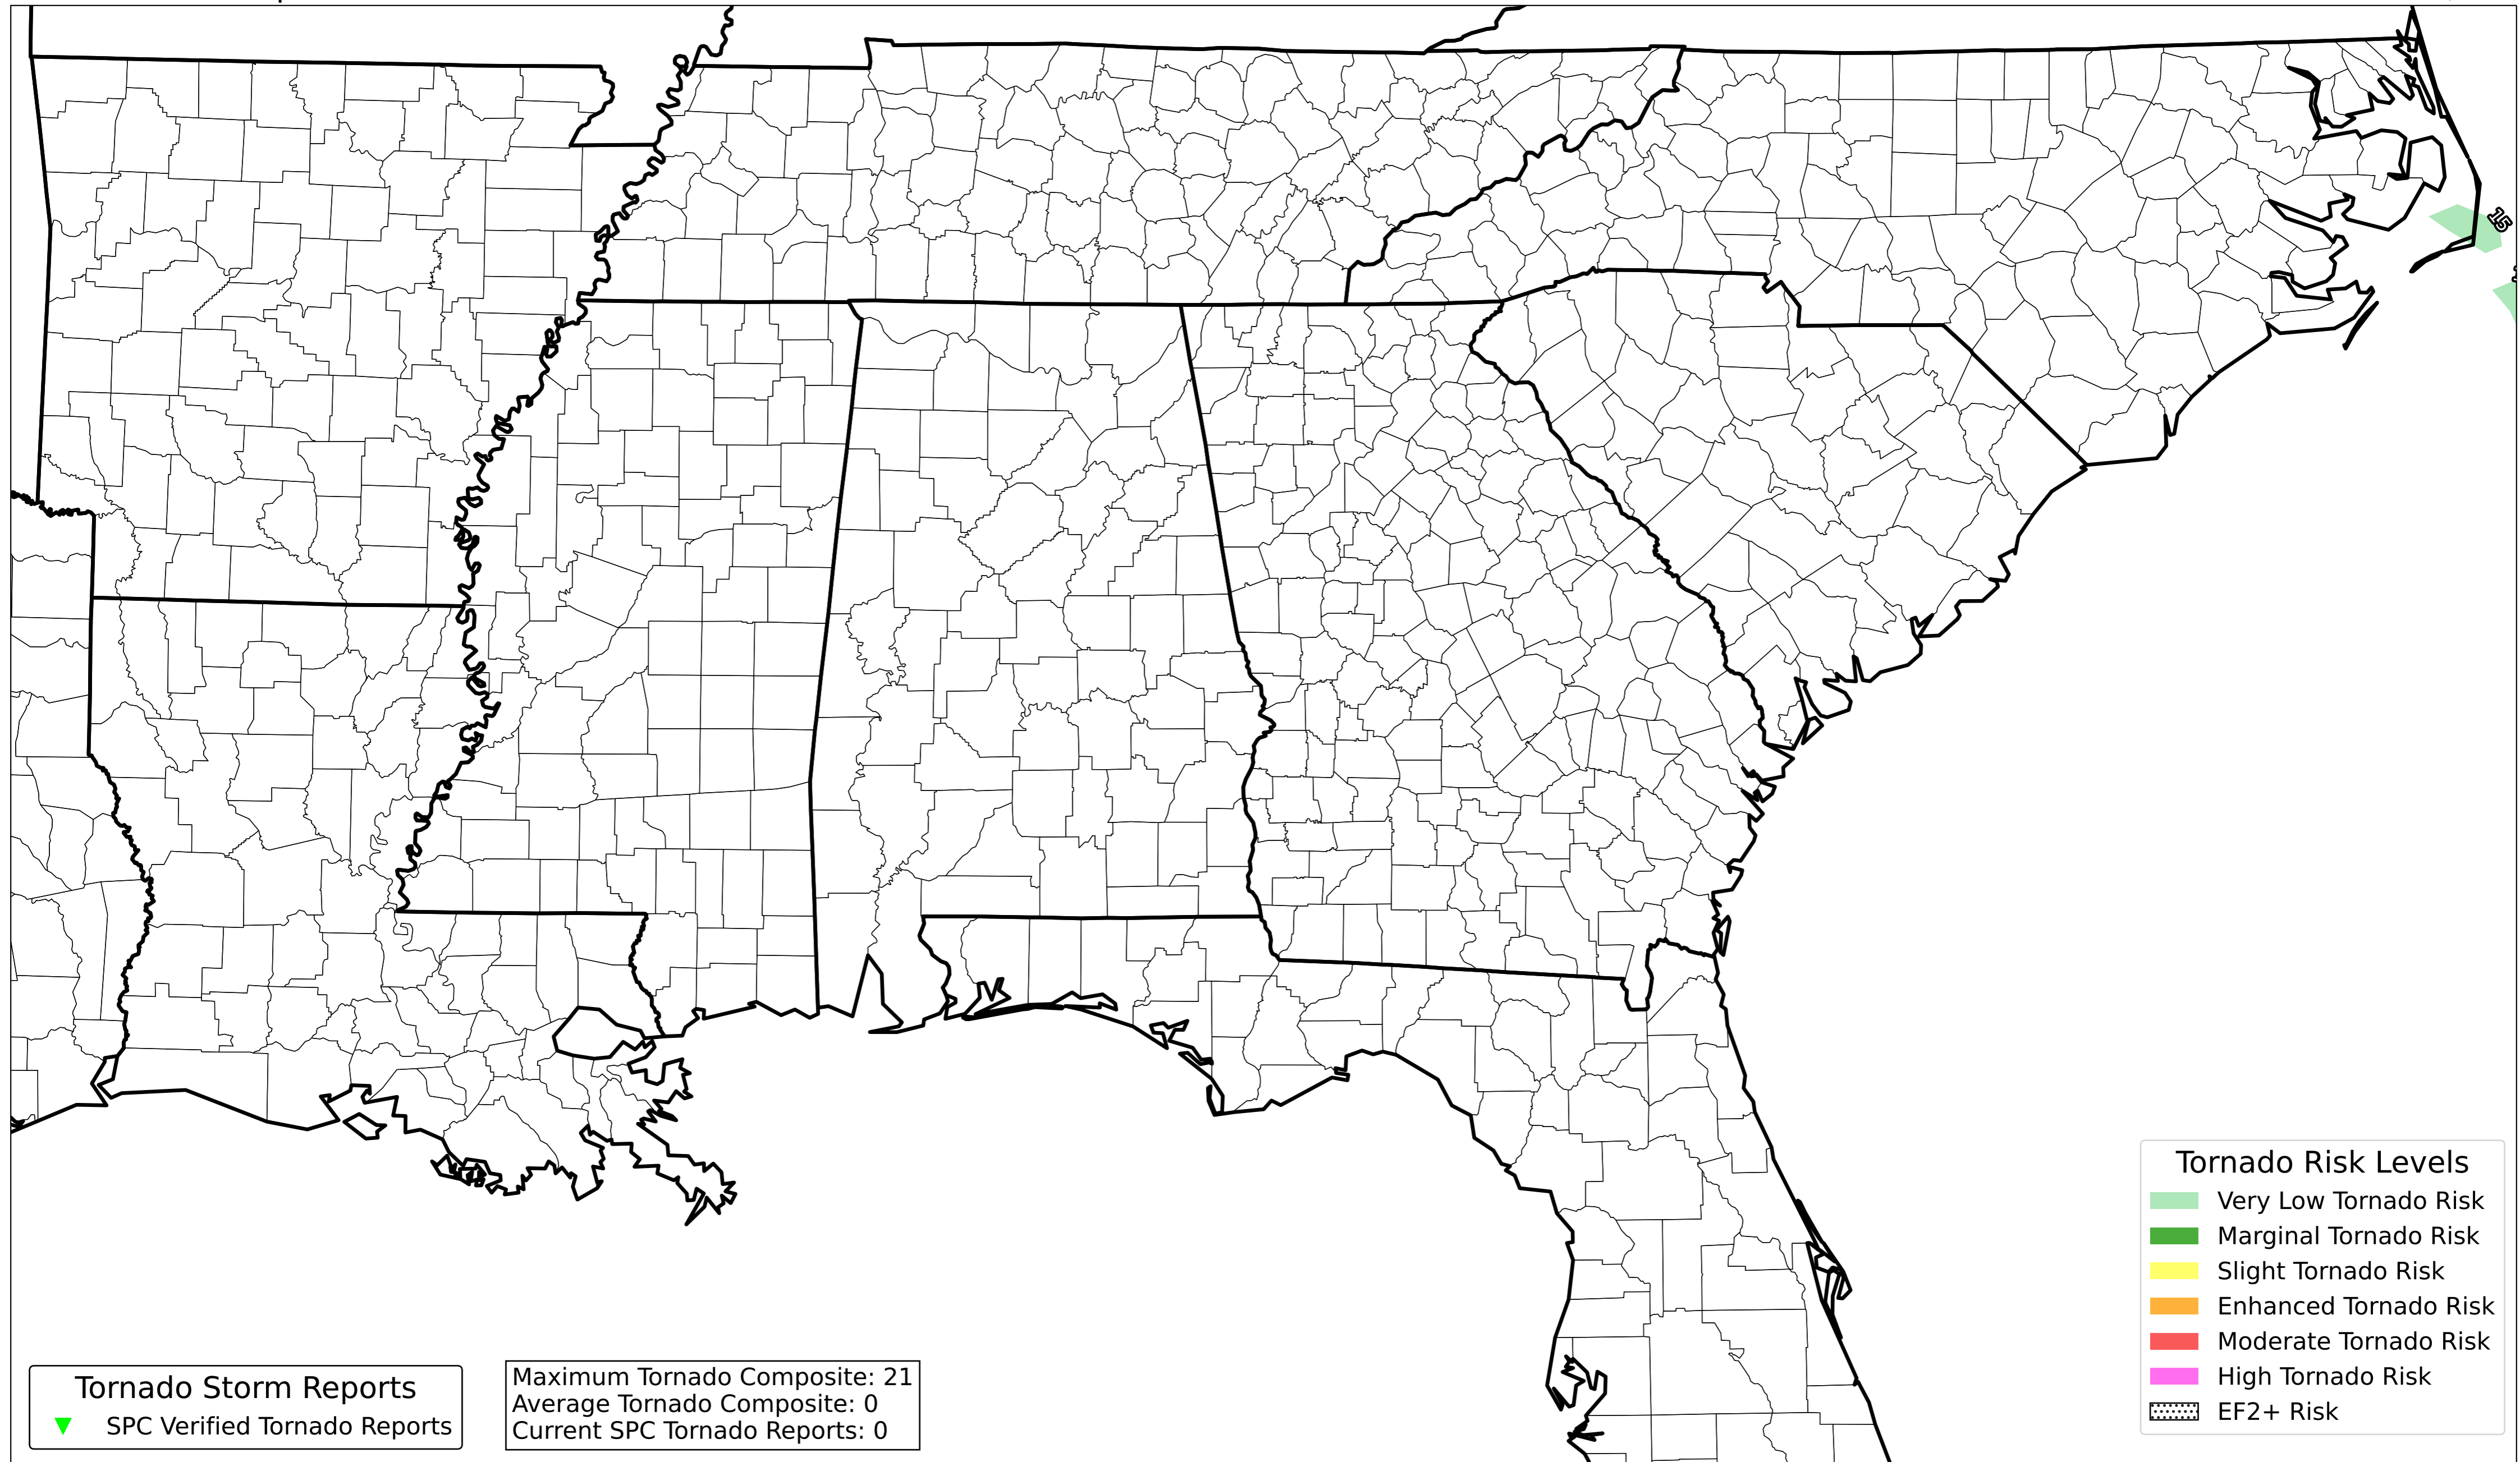 15
Tornado Risk Levels
Very Low Tornado Risk
Marginal Tornado Risk
Slight Tornado Risk
Enhanced Tornado Risk
Moderate Tornado Risk
High Tornado Risk
EF2+ Risk
Tornado Storm Reports
SPC Verified Tornado Reports
Maximum Tornado Composite: 21
Average Tornado Composite: 0
Current SPC Tornado Reports: 0